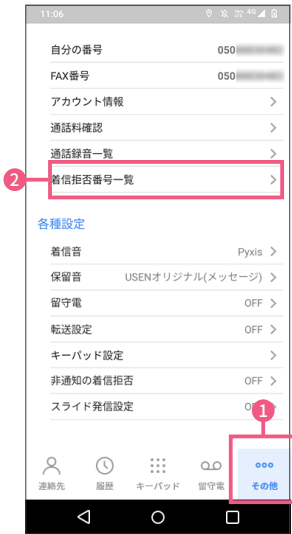 11:06 4G
自分の番号 050
FAX番号 050
アカウント情報
通話料確認
通話録音一覧
2
着信拒否番号一覧
各種設定
着信音 Pyxis
保留音 USENオリジナル(メッセージ)
留守電 OFF
転送設定 OFF
キーパッド設定
非通知の着信拒否 OFF
スライド発信設定
1
連絡先 履歴 キーパッド 留守電 その他